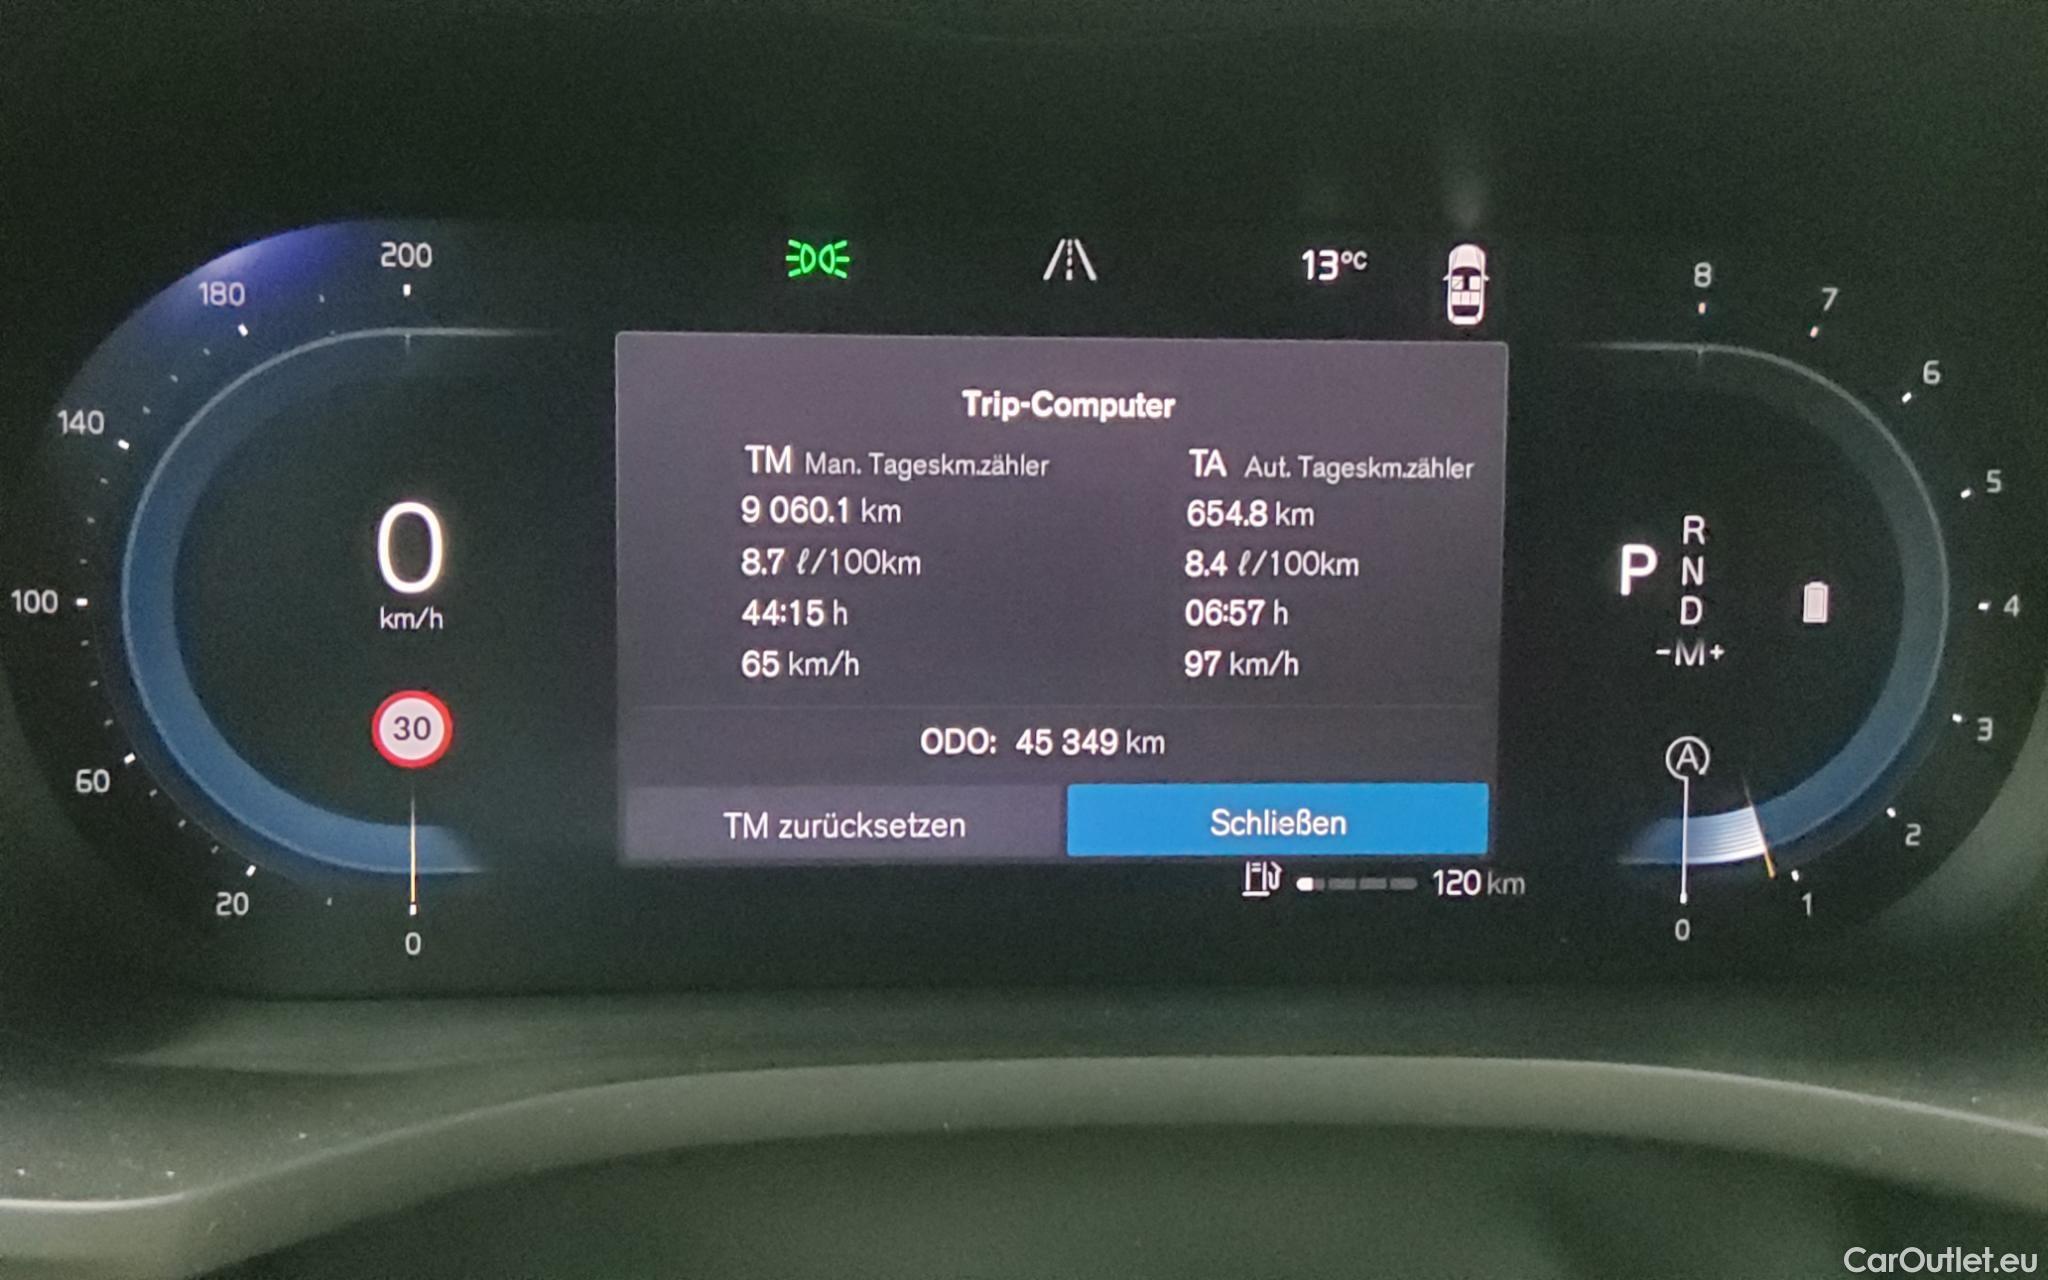 200
180
140
100
60
20
0
0
km/h
30
13°C
Trip-Computer
TM Man. Tageskm.zähler
9 060.1 km
8.7 ℓ/100km
44:15 h
65 km/h
TA Aut. Tageskm.zähler
654.8 km
8.4 ℓ/100km
06:57 h
97 km/h
ODO: 45 349 km
TM zurücksetzen
Schließen
120 km
8
7
6
5
4
3
2
1
0
P
R
N
D
-M+
A
CarOutlet.eu